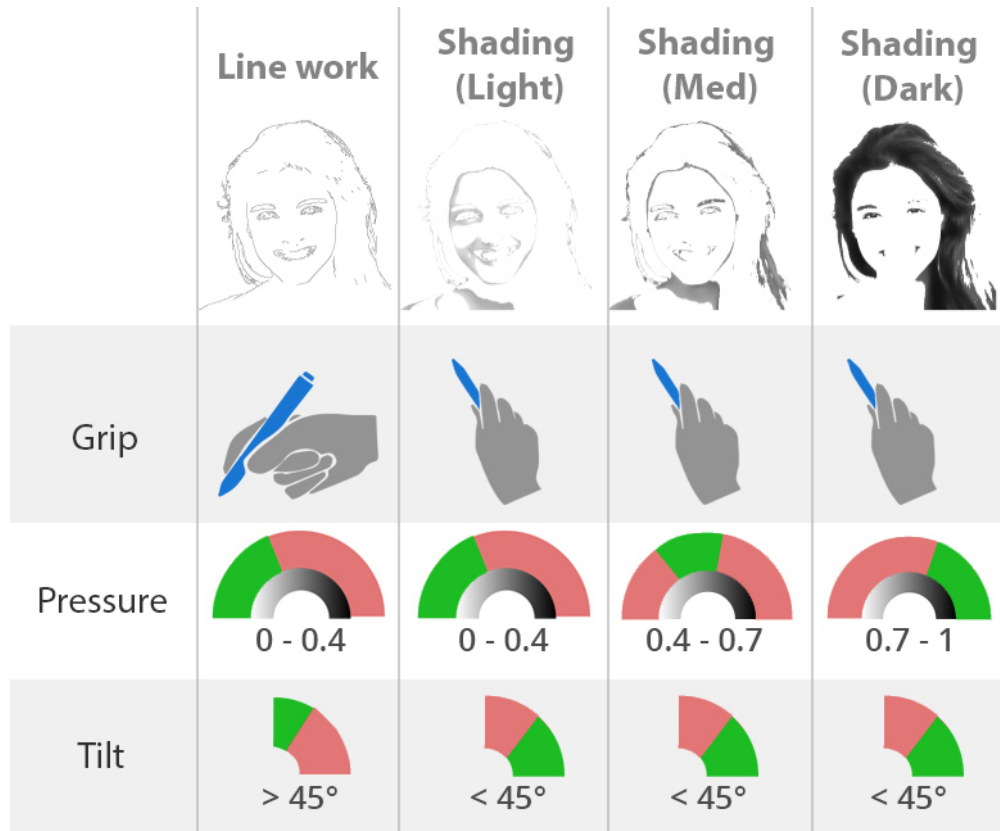 Line work
Shading
(Light)
Shading
(Med)
Shading
(Dark)
Grip
Pressure
0 - 0.4
0 - 0.4
0.4 - 0.7
0.7 - 1
Tilt
> 45°
< 45°
< 45°
< 45°